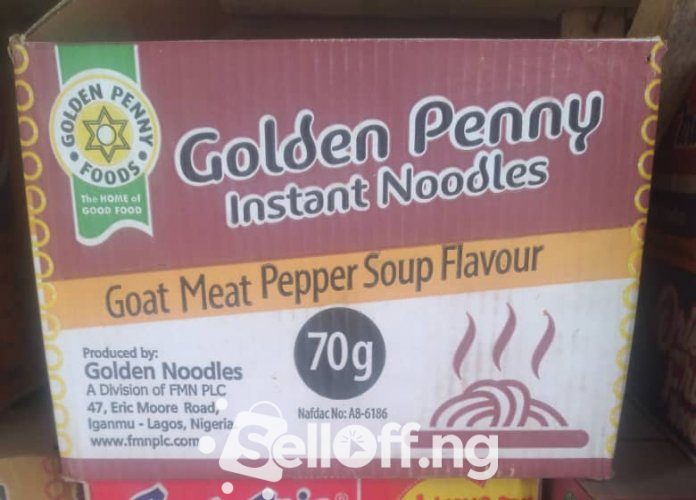 GOLDEN PENNY
FOODS
The HOME of
GOOD FOOD
Golden Penny
Instant Noodles
Goat Meat Pepper Soup Flavour
70g
Nafdac No: A8-6186
Produced by:
Golden Noodles
A Division of FMN PLC
47, Eric Moore Road,
Iganmu - Lagos, Nigeria.
www.fmnplc.com
SellOff.ng